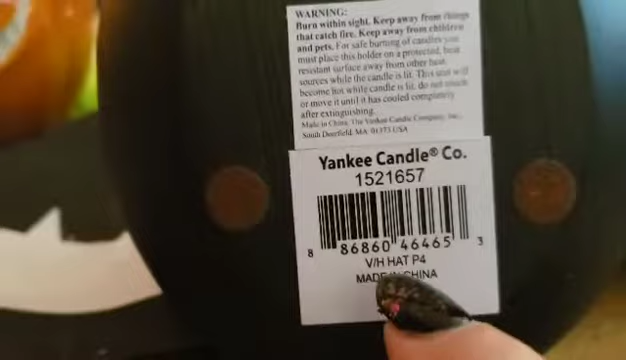 WARNING:
Burn within sight. Keep away from things
that catch fire. Keep away from children
and pets. For safe burning of candles you
must place this holder on a protected, heat
resistant surface away from other heat
sources while the candle is lit. This unit will
become hot while candle is lit, do not touch
or move it until it has cooled completely
after extinguishing.
Made in China. The Yankee Candle Company, Inc.,
South Deerfield, MA 01373 USA
Yankee Candle® Co.
1521657
8 86860 46465 3
V/H HAT P4
MADE IN CHINA